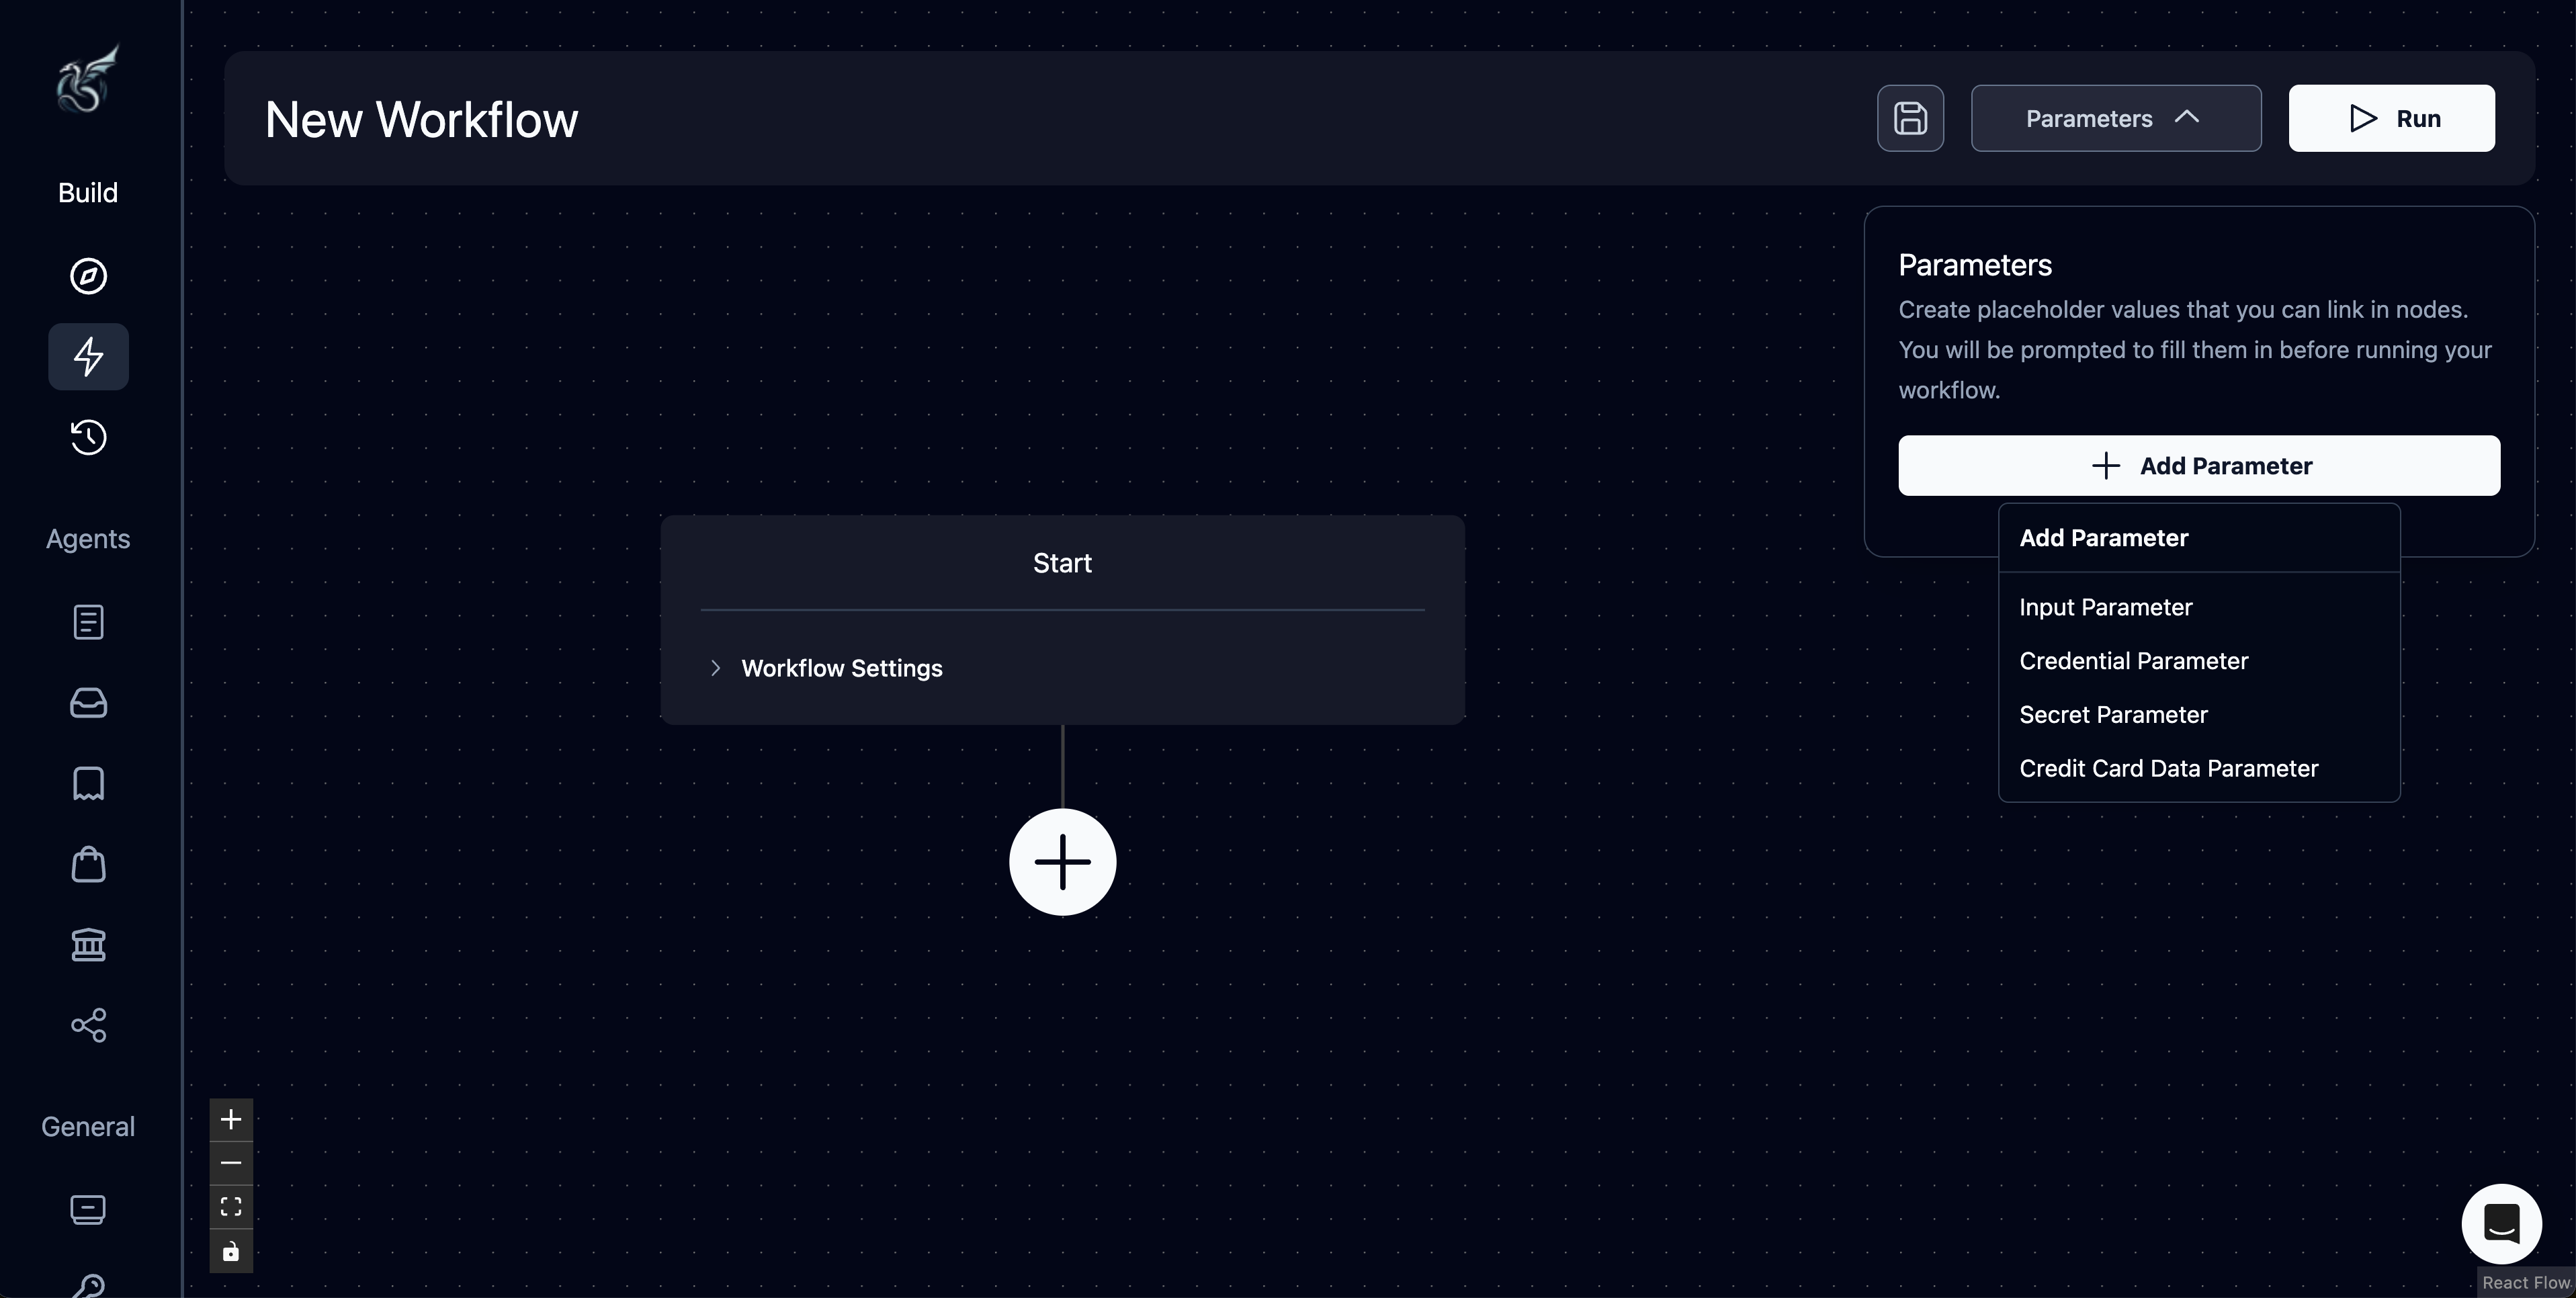 New Workflow
Parameters
Run
Build
Agents
General
Parameters
Create placeholder values that you can link in nodes.
You will be prompted to fill them in before running your
workflow.
Add Parameter
Add Parameter
Input Parameter
Credential Parameter
Secret Parameter
Credit Card Data Parameter
Start
Workflow Settings
React Flow